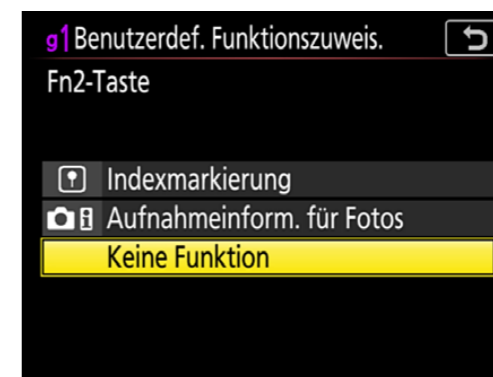 g1 Benutzerdef. Funktionszuweis.
Fn2-Taste
Indexmarkierung
Aufnahmeinform. für Fotos
Keine Funktion